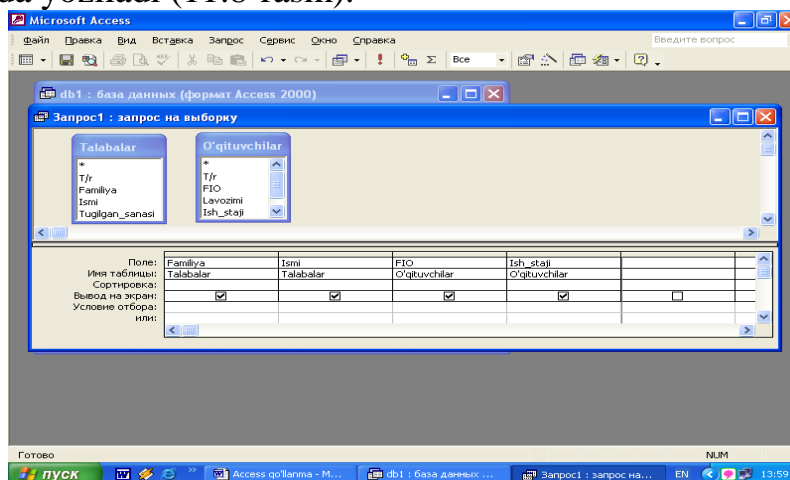 da yoziladi (11.8-rasm).
Microsoft Access
Файл Правка Вид Вставка Запрос Сервис Окно Справка Введите вопрос
Σ Все
db1 : база данных (формат Access 2000)
Запрос1 : запрос на выборку
Talabalar O'qituvchilar
* *
T/r T/r
Familiya FIO
Ismi Lavozimi
Tugilgan_sanasi Ish_staji
Поле: Familiya Ismi FIO Ish_staji
Имя таблицы: Talabalar Talabalar O'qituvchilar O'qituvchilar
Сортировка:
Вывод на экран:
Условие отбора:
или:
Готово NUM
пуск Access qo'llanma - M... db1 : база данных ... Запрос1 : запрос на... EN 13:59